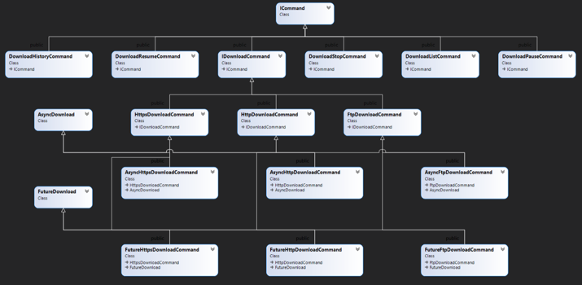 ICommand
Class
DownloadHistoryCommand
Class
ICommand
DownloadResumeCommand
Class
ICommand
IDownloadCommand
Class
ICommand
DownloadStopCommand
Class
ICommand
DownloadListCommand
Class
ICommand
DownloadPauseCommand
Class
ICommand
AsyncDownload
Class
HttpsDownloadCommand
Class
IDownloadCommand
HttpDownloadCommand
Class
IDownloadCommand
FtpDownloadCommand
Class
IDownloadCommand
AsyncHttpsDownloadCommand
Class
HttpsDownloadCommand
AsyncDownload
AsyncHttpDownloadCommand
Class
HttpDownloadCommand
AsyncDownload
AsyncFtpDownloadCommand
Class
FtpDownloadCommand
AsyncDownload
FutureDownload
Class
FutureHttpsDownloadCommand
Class
HttpsDownloadCommand
FutureDownload
FutureHttpDownloadCommand
Class
HttpDownloadCommand
FutureDownload
FutureFtpDownloadCommand
Class
FtpDownloadCommand
FutureDownload